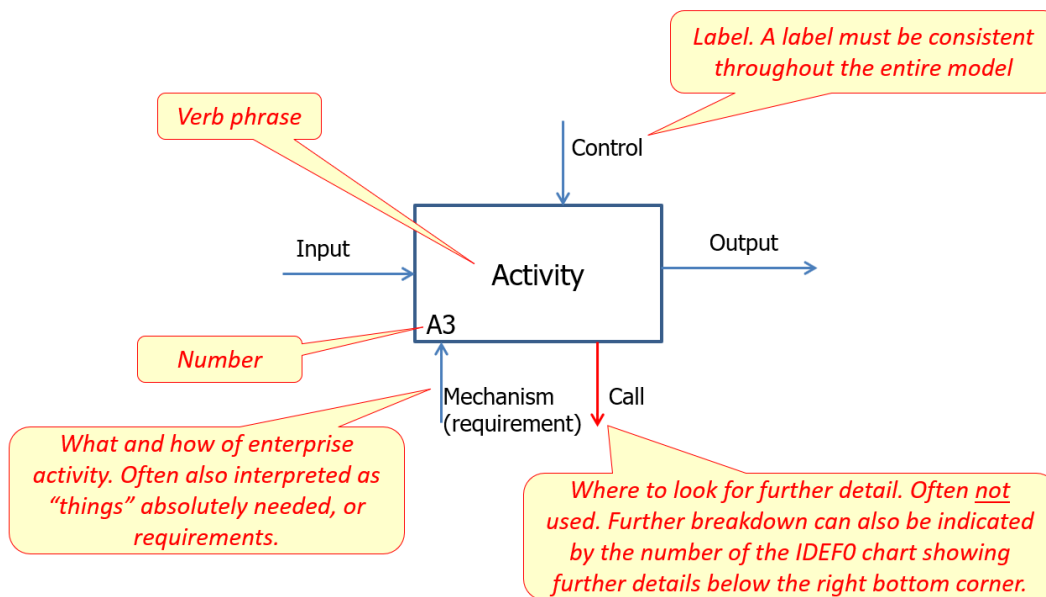 Label. A label must be consistent
throughout the entire model
Verb phrase
Control
Input
Output
Activity
A3
Number
Mechanism
(requirement)
Call
What and how of enterprise
activity. Often also interpreted as
“things” absolutely needed, or
requirements.
Where to look for further detail. Often not
used. Further breakdown can also be indicated
by the number of the IDEF0 chart showing
further details below the right bottom corner.